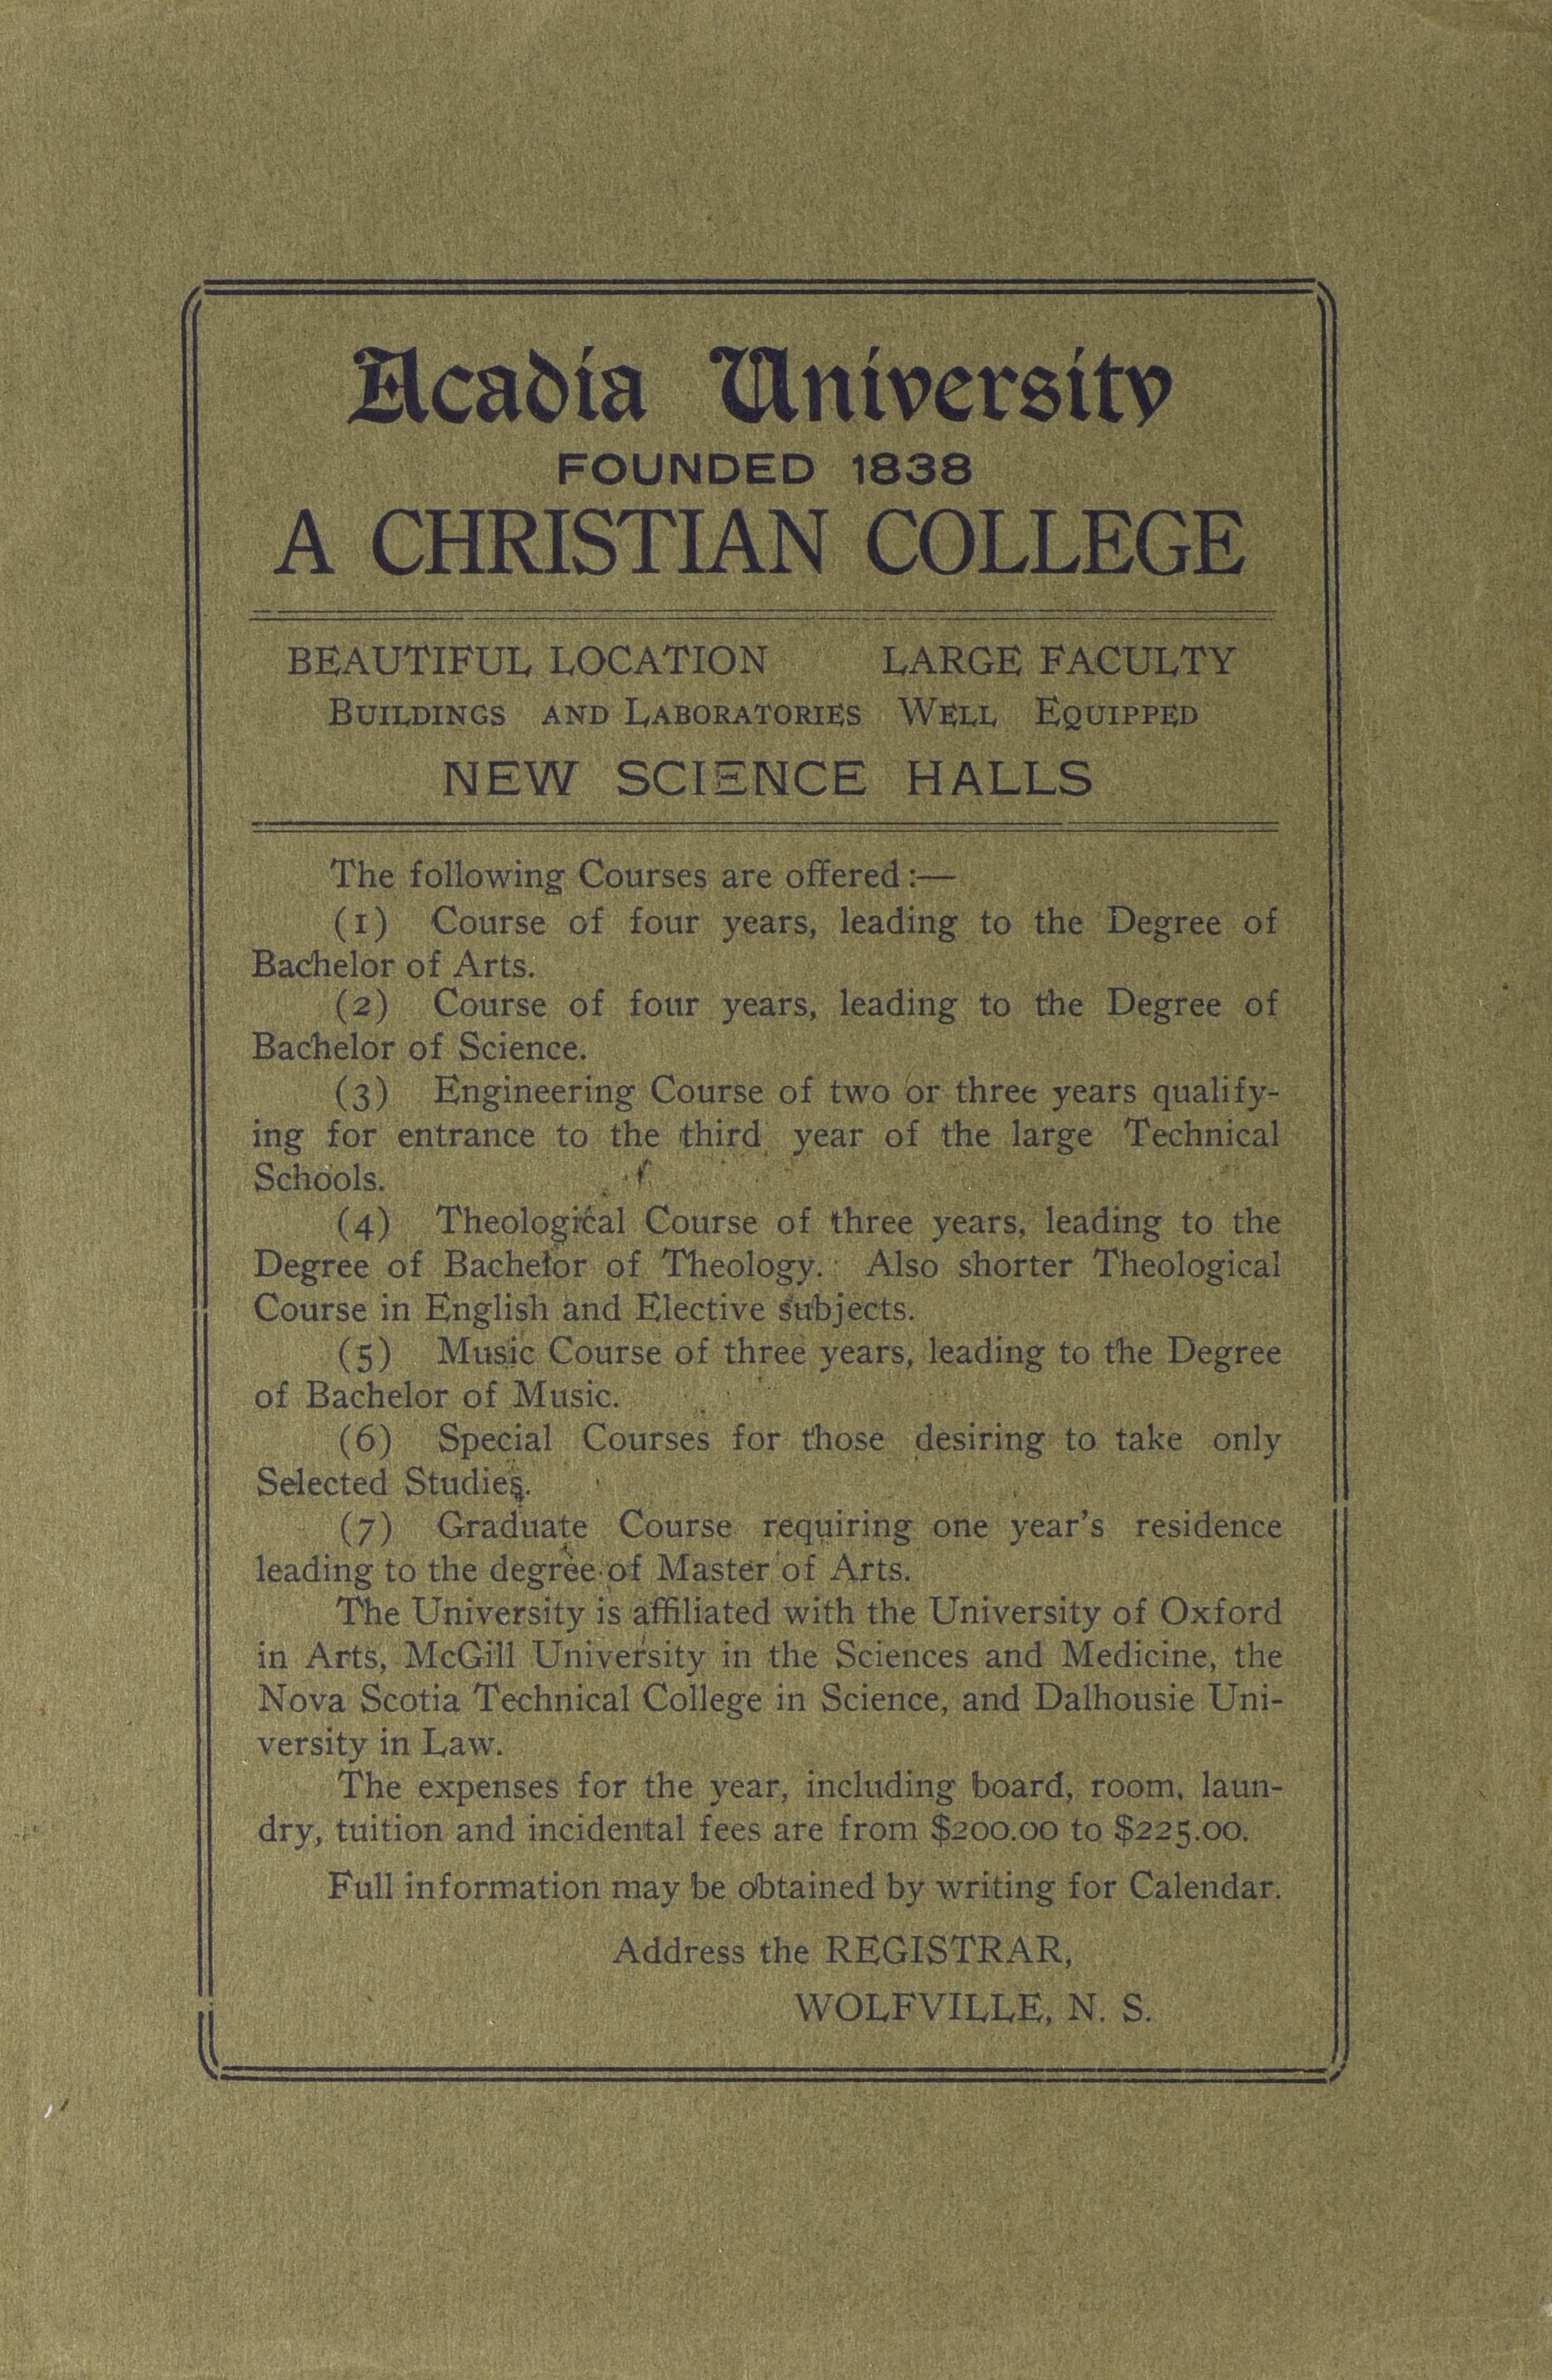 Acadia University
FOUNDED 1838
A CHRISTIAN COLLEGE
BEAUTIFUL LOCATION LARGE FACULTY
BUILDINGS AND LABORATORIES WELL EQUIPPED
NEW SCIENCE HALLS
The following Courses are offered:—
(1) Course of four years, leading to the Degree of
Bachelor of Arts.
(2) Course of four years, leading to the Degree of
Bachelor of Science.
(3) Engineering Course of two or three years qualify-
ing for entrance to the third year of the large Technical
Schools.
(4) Theological Course of three years, leading to the
Degree of Bachelor of Theology. Also shorter Theological
Course in English and Elective subjects.
(5) Music Course of three years, leading to the Degree
of Bachelor of Music.
(6) Special Courses for those desiring to take only
Selected Studies.
(7) Graduate Course requiring one year's residence
leading to the degree of Master of Arts.
The University is affiliated with the University of Oxford
in Arts, McGill University in the Sciences and Medicine, the
Nova Scotia Technical College in Science, and Dalhousie Uni-
versity in Law.
The expenses for the year, including board, room, laun-
dry, tuition and incidental fees are from $200.00 to $225.00.
Full information may be obtained by writing for Calendar.
Address the REGISTRAR,
WOLFVILLE, N. S.